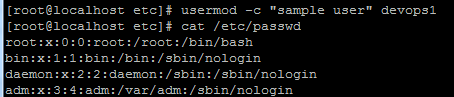 [root@localhost etc]# usermod -c "sample user" devops1
[root@localhost etc]# cat /etc/passwd
root:x:0:0:root:/root:/bin/bash
bin:x:1:1:bin:/bin:/sbin/nologin
daemon:x:2:2:daemon:/sbin:/sbin/nologin
adm:x:3:4:adm:/var/adm:/sbin/nologin